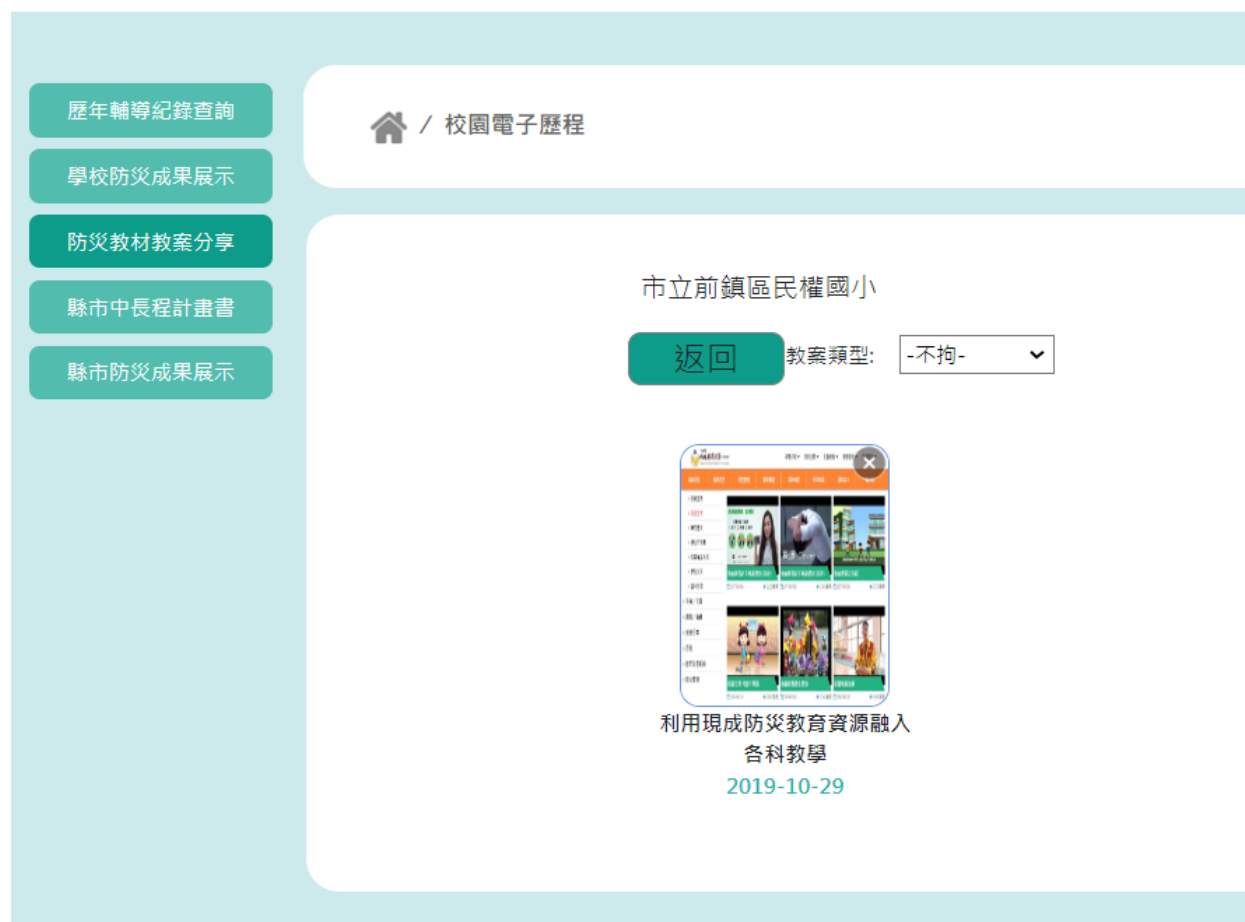 歷年輔導紀錄查詢
學校防災成果展示
防災教材教案分享
縣市中長程計畫書
縣市防災成果展示
/ 校園電子歷程
市立前鎮區民權國小
返回 教案類型: -不拘-
利用現成防災教育資源融入
各科教學
2019-10-29